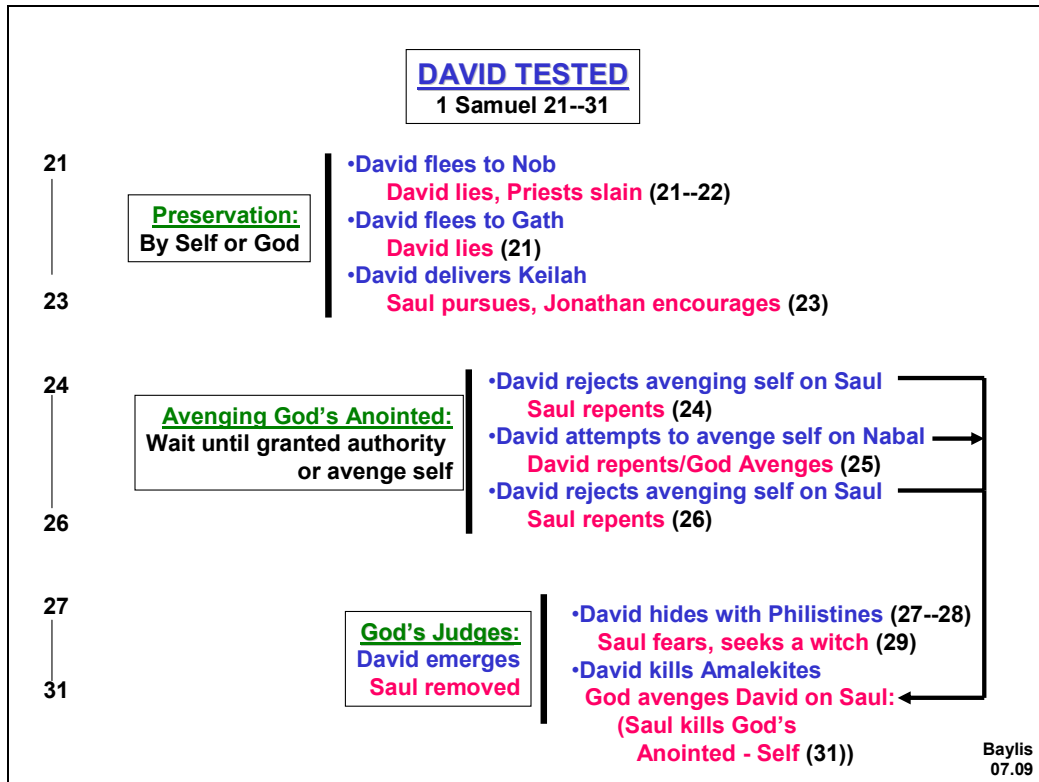 DAVID TESTED
1 Samuel 21--31
21
23
Preservation:
By Self or God
•David flees to Nob
David lies, Priests slain (21--22)
•David flees to Gath
David lies (21)
•David delivers Keilah
Saul pursues, Jonathan encourages (23)
24
26
Avenging God's Anointed:
Wait until granted authority
or avenge self
•David rejects avenging self on Saul
Saul repents (24)
•David attempts to avenge self on Nabal
David repents/God Avenges (25)
•David rejects avenging self on Saul
Saul repents (26)
27
31
God's Judges:
David emerges
Saul removed
•David hides with Philistines (27--28)
Saul fears, seeks a witch (29)
•David kills Amalekites
God avenges David on Saul:
(Saul kills God's
Anointed - Self (31))
Baylis
07.09